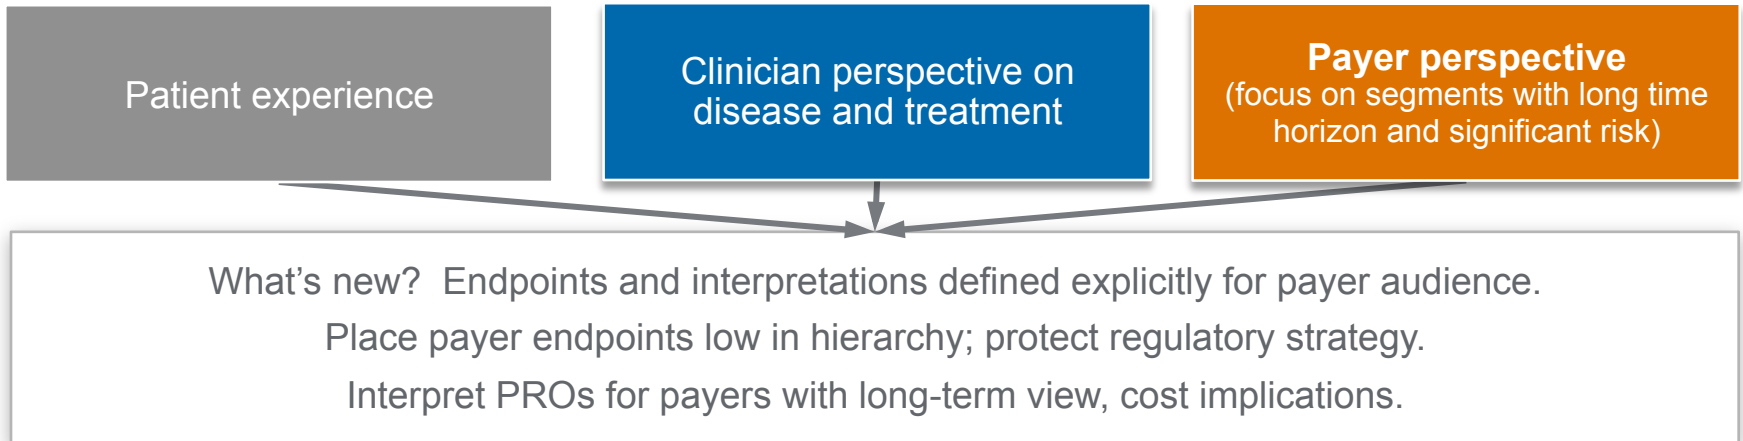 Patient experience
Clinician perspective on
disease and treatment
Payer perspective
(focus on segments with long time
horizon and significant risk)
What’s new?  Endpoints and interpretations defined explicitly for payer audience.
Place payer endpoints low in hierarchy; protect regulatory strategy.
Interpret PROs for payers with long-term view, cost implications.